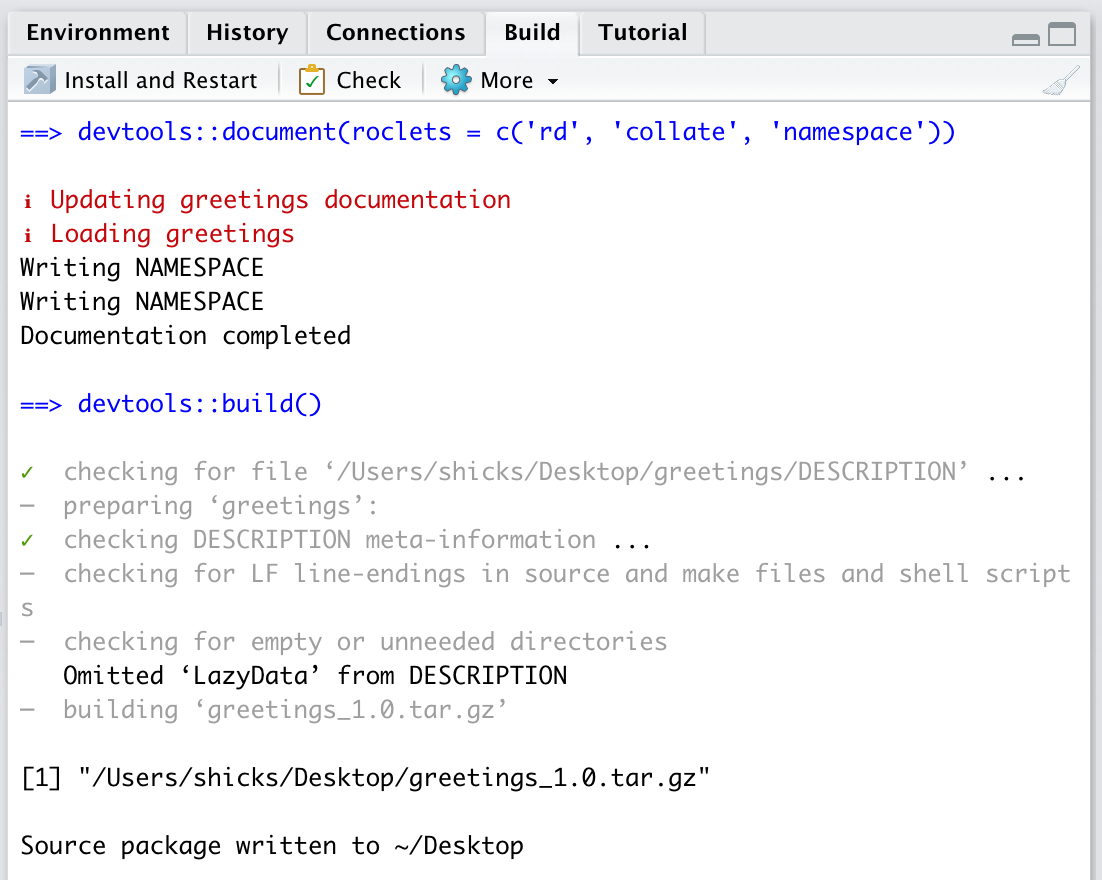 Environment History Connections Build Tutorial
Install and Restart Check More
==> devtools::document(roclets = c('rd', 'collate', 'namespace'))
ℹ Updating greetings documentation
ℹ Loading greetings
Writing NAMESPACE
Writing NAMESPACE
Documentation completed
==> devtools::build()
✓ checking for file ‘/Users/shicks/Desktop/greetings/DESCRIPTION’ ...
─ preparing ‘greetings’:
✓ checking DESCRIPTION meta-information ...
─ checking for LF line-endings in source and make files and shell script
s
─ checking for empty or unneeded directories
Omitted ‘LazyData’ from DESCRIPTION
─ building ‘greetings_1.0.tar.gz’
[1] "/Users/shicks/Desktop/greetings_1.0.tar.gz"
Source package written to ~/Desktop